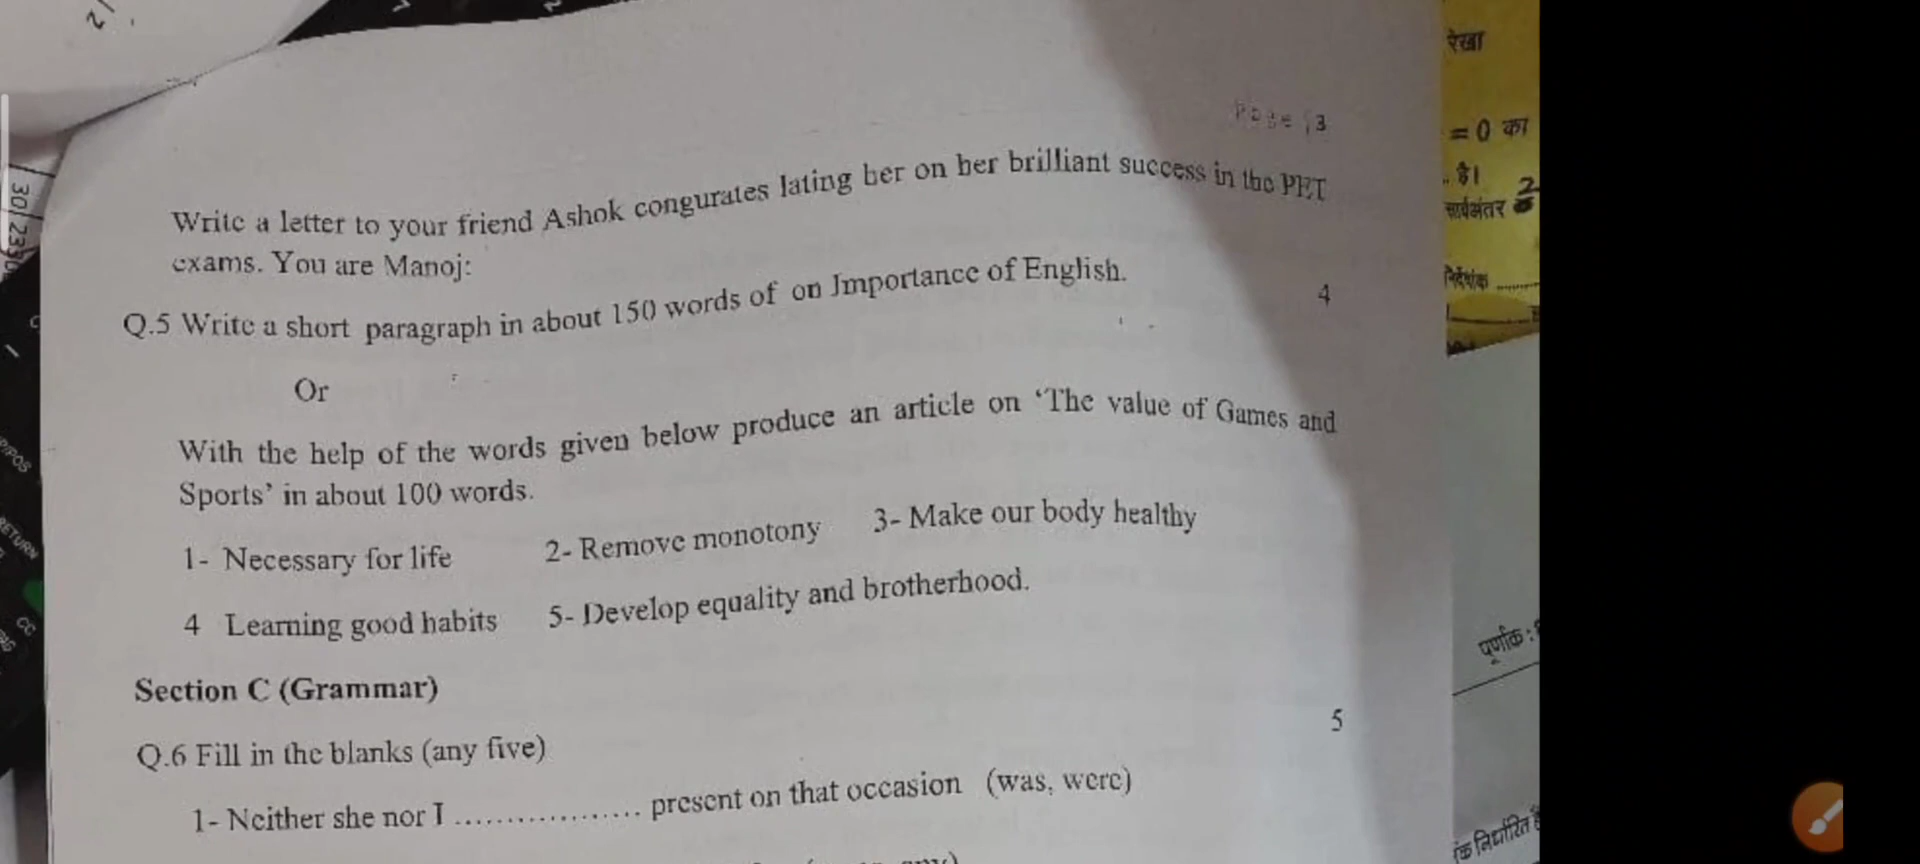 Page 3
Write a letter to your friend Ashok congurates lating her on her brilliant success in the PET
exams. You are Manoj:
Q.5 Write a short paragraph in about 150 words of on Importance of English.
4
Or
With the help of the words given below produce an article on ‘The value of Games and
Sports’ in about 100 words.
1- Necessary for life 2- Remove monotony 3- Make our body healthy
4 Learning good habits 5- Develop equality and brotherhood.
Section C (Grammar)
5
Q.6 Fill in the blanks (any five)
1- Neither she nor I .................. present on that occasion (was, were)
रेखा
= 0 का
.. है।
2
निर्देशांक ........
पूर्णांक :
निर्धारित
30 23
RETURN
CC